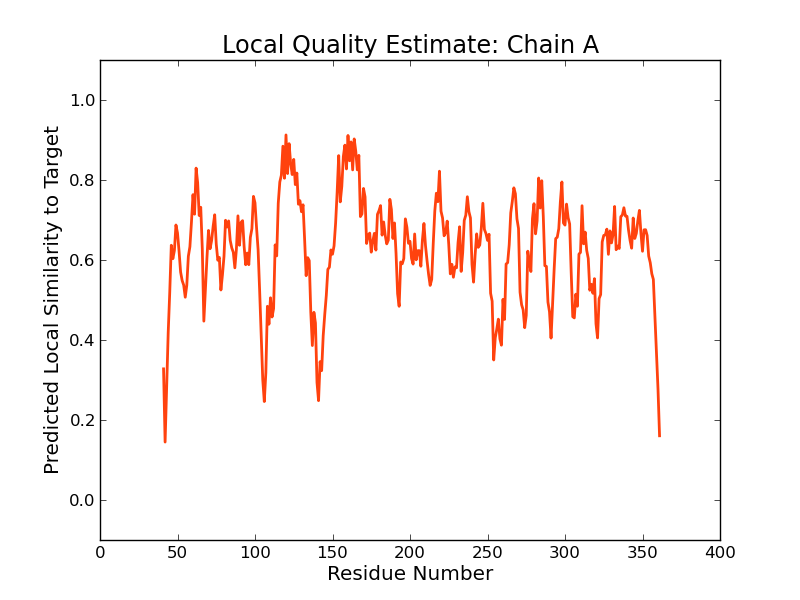 Local Quality Estimate: Chain A
Predicted Local Similarity to Target
1.0
0.8
0.6
0.4
0.2
0.0
0 50 100 150 200 250 300 350 400
Residue Number